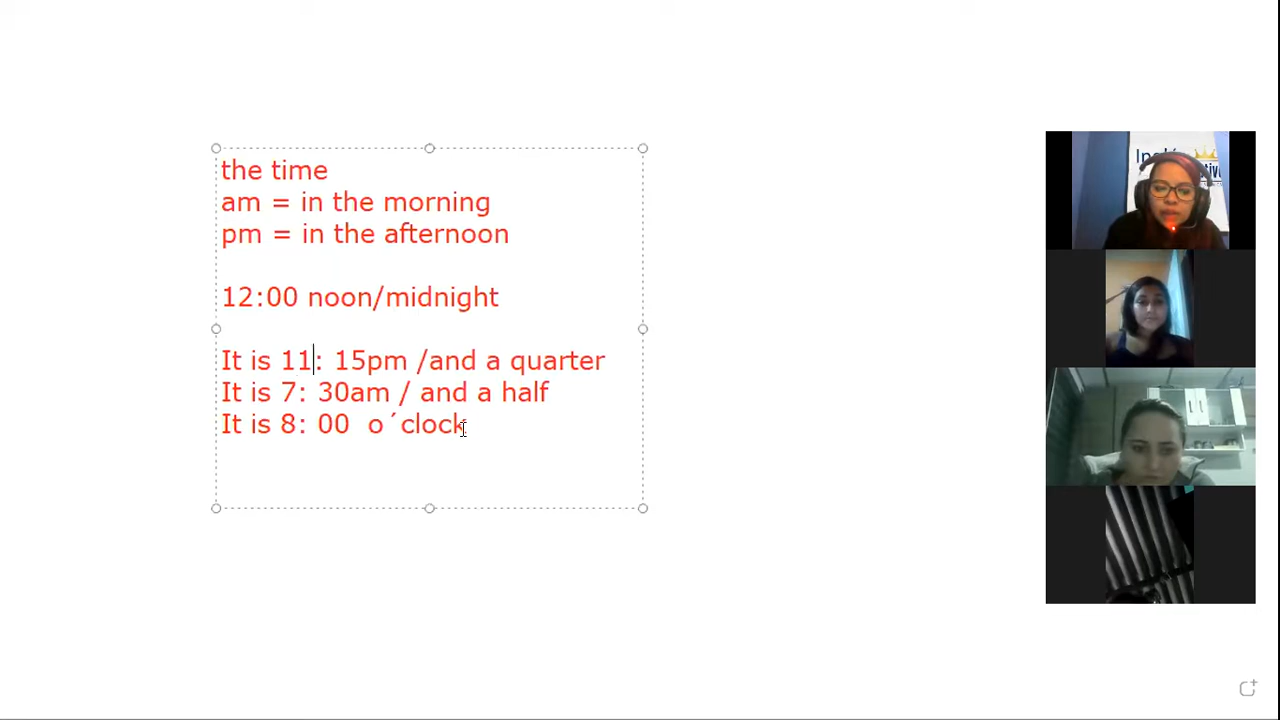 the time
am = in the morning
pm = in the afternoon
12:00 noon/midnight
It is 11: 15pm /and a quarter
It is 7: 30am / and a half
It is 8: 00  o´clock